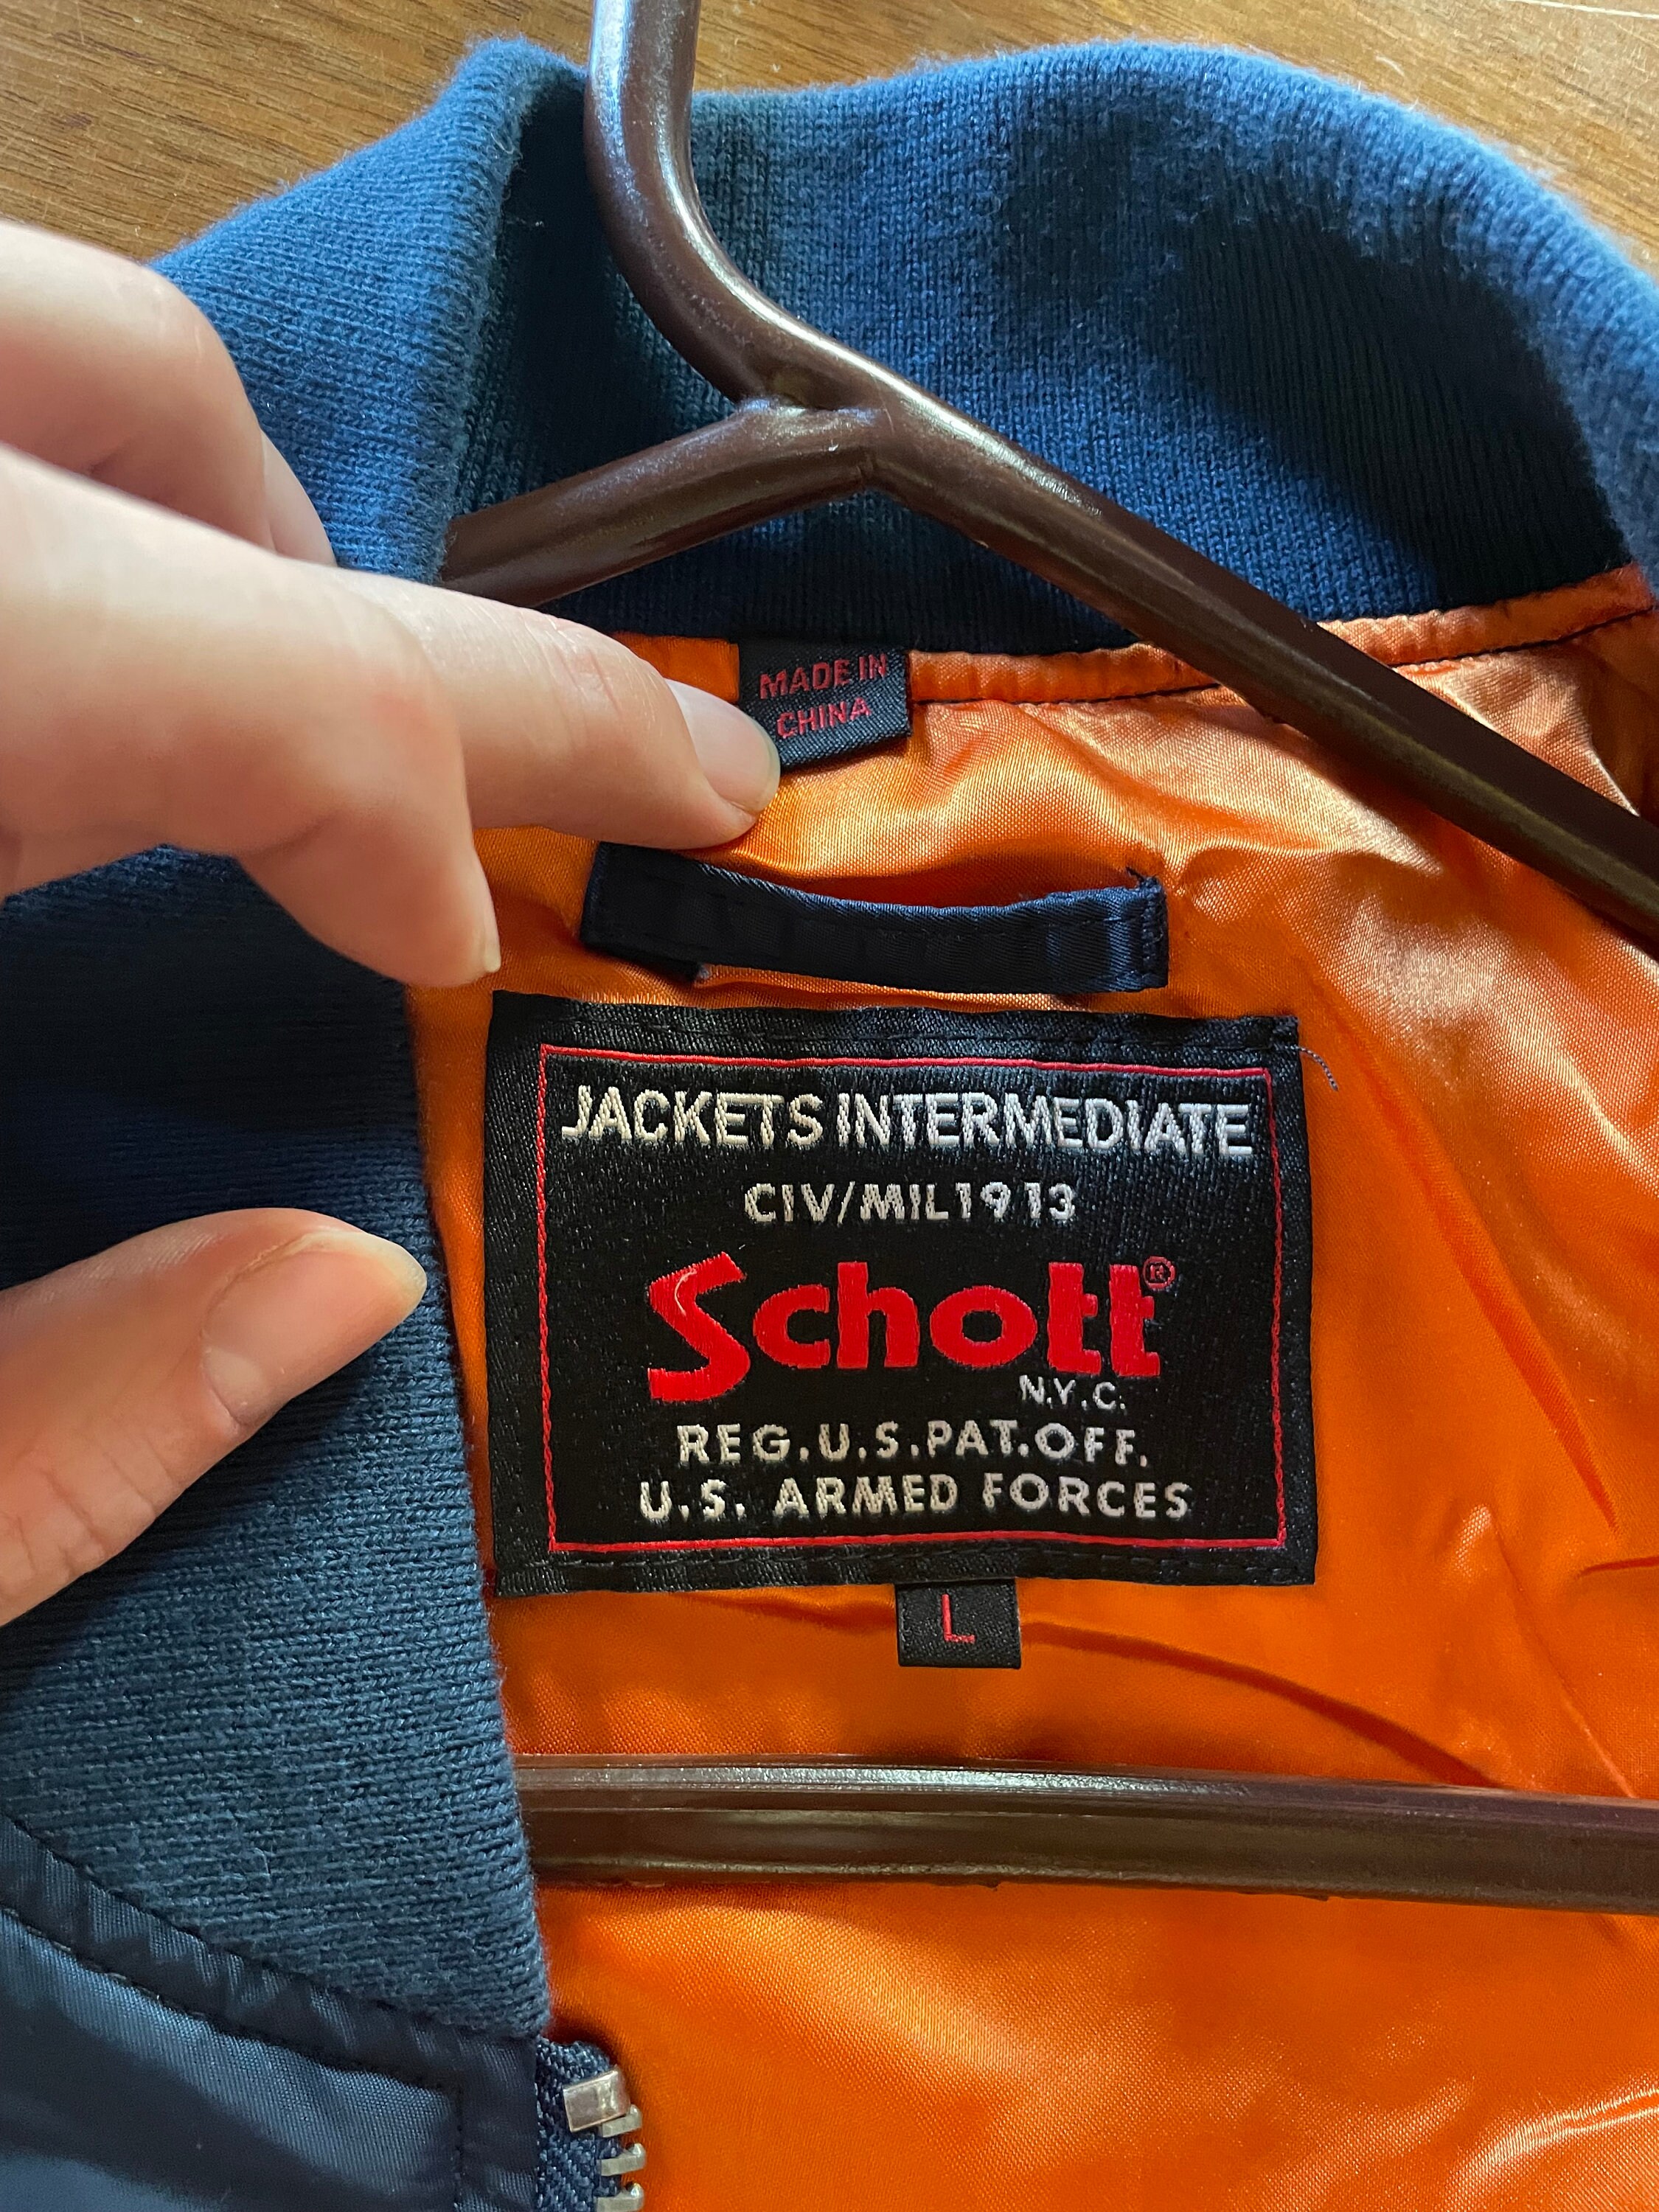 MADE IN
CHINA
JACKETS INTERMEDIATE
CIV/MIL1913
Schott®
N.Y.C.
REG.U.S.PAT.OFF.
U.S. ARMED FORCES
L